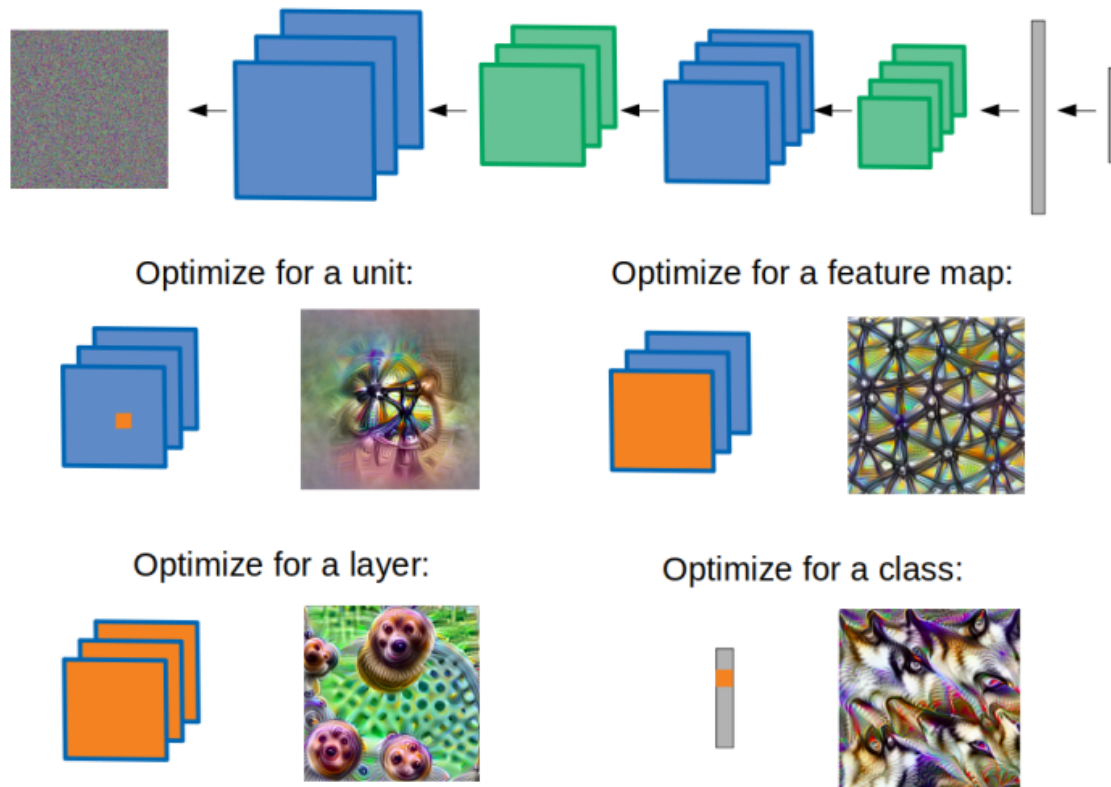 Optimize for a unit:
Optimize for a feature map:
Optimize for a layer:
Optimize for a class: